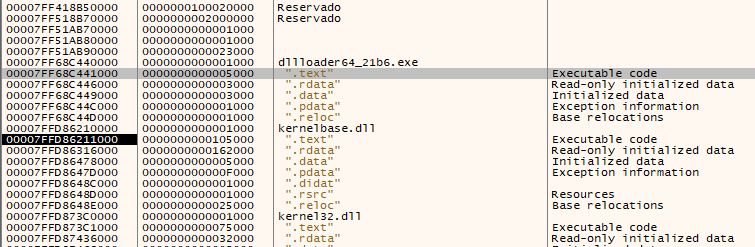 00007FF418B50000 0000000100020000 Reservado
00007FF518B70000 0000000002000000 Reservado
00007FF51AB70000 0000000000001000
00007FF51AB80000 0000000000001000
00007FF51AB90000 0000000000023000
00007FF68C440000 0000000000001000 dllloader64_21b6.exe
00007FF68C441000 0000000000005000 ".text" Executable code
00007FF68C446000 0000000000003000 ".rdata" Read-only initialized data
00007FF68C449000 0000000000003000 ".data" Initialized data
00007FF68C44C000 0000000000001000 ".pdata" Exception information
00007FF68C44D000 0000000000001000 ".reloc" Base relocations
00007FFD86210000 0000000000001000 kernelbase.dll
00007FFD86211000 0000000000105000 ".text" Executable code
00007FFD86316000 0000000000162000 ".rdata" Read-only initialized data
00007FFD86478000 0000000000005000 ".data" Initialized data
00007FFD8647D000 000000000000F000 ".pdata" Exception information
00007FFD8648C000 0000000000001000 ".didat"
00007FFD8648D000 0000000000001000 ".rsrc" Resources
00007FFD8648E000 0000000000025000 ".reloc" Base relocations
00007FFD873C0000 0000000000001000 kernel32.dll
00007FFD873C1000 0000000000075000 ".text" Executable code
00007FFD87436000 0000000000032000 ".rdata" Read-only initialized data